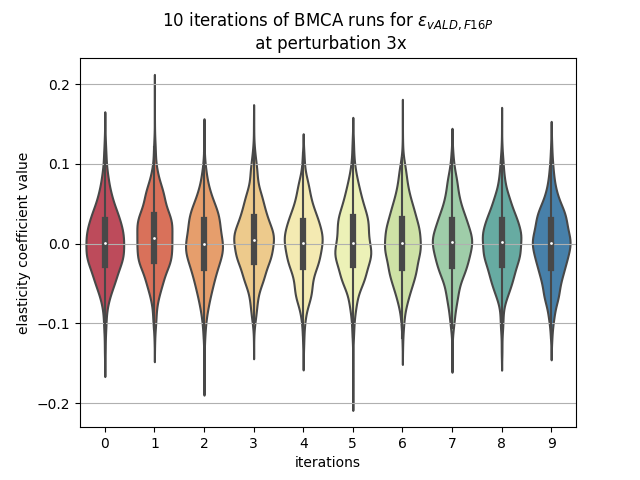 10 iterations of BMCA runs for ε_{vALD,F16P}
at perturbation 3x
elasticity coefficient value
0.2
0.1
0.0
−0.1
−0.2
0 1 2 3 4 5 6 7 8 9
iterations